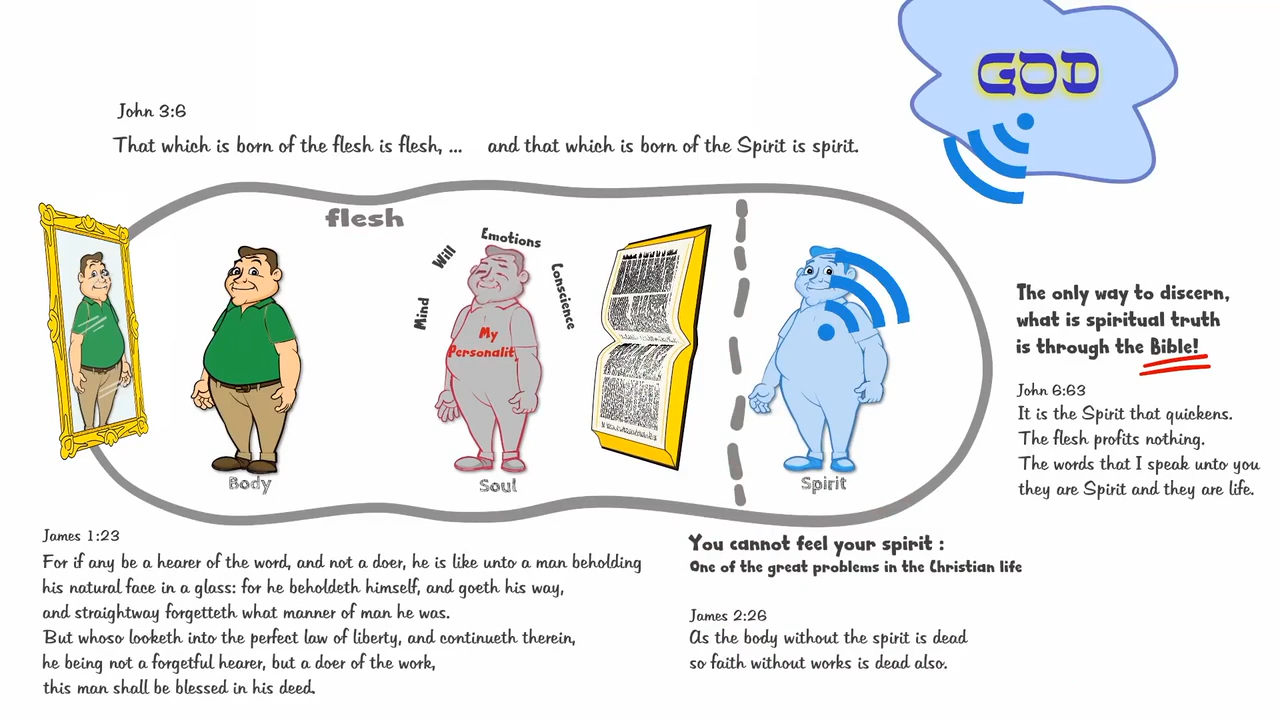 GOD
John 3:6
That which is born of the flesh is flesh, ... and that which is born of the Spirit is spirit.
flesh
Mind
Will
Emotions
Conscience
My
Personalit
Body
Soul
Spirit
The only way to discern,
what is spiritual truth
is through the Bible!
John 6:63
It is the Spirit that quickens.
The flesh profits nothing.
The words that I speak unto you
they are Spirit and they are life.
James 1:23
For if any be a hearer of the word, and not a doer, he is like unto a man beholding
his natural face in a glass: for he beholdeth himself, and goeth his way,
and straightway forgetteth what manner of man he was.
But whoso looketh into the perfect law of liberty, and continueth therein,
he being not a forgetful hearer, but a doer of the work,
this man shall be blessed in his deed.
You cannot feel your spirit :
One of the great problems in the Christian life
James 2:26
As the body without the spirit is dead
so faith without works is dead also.